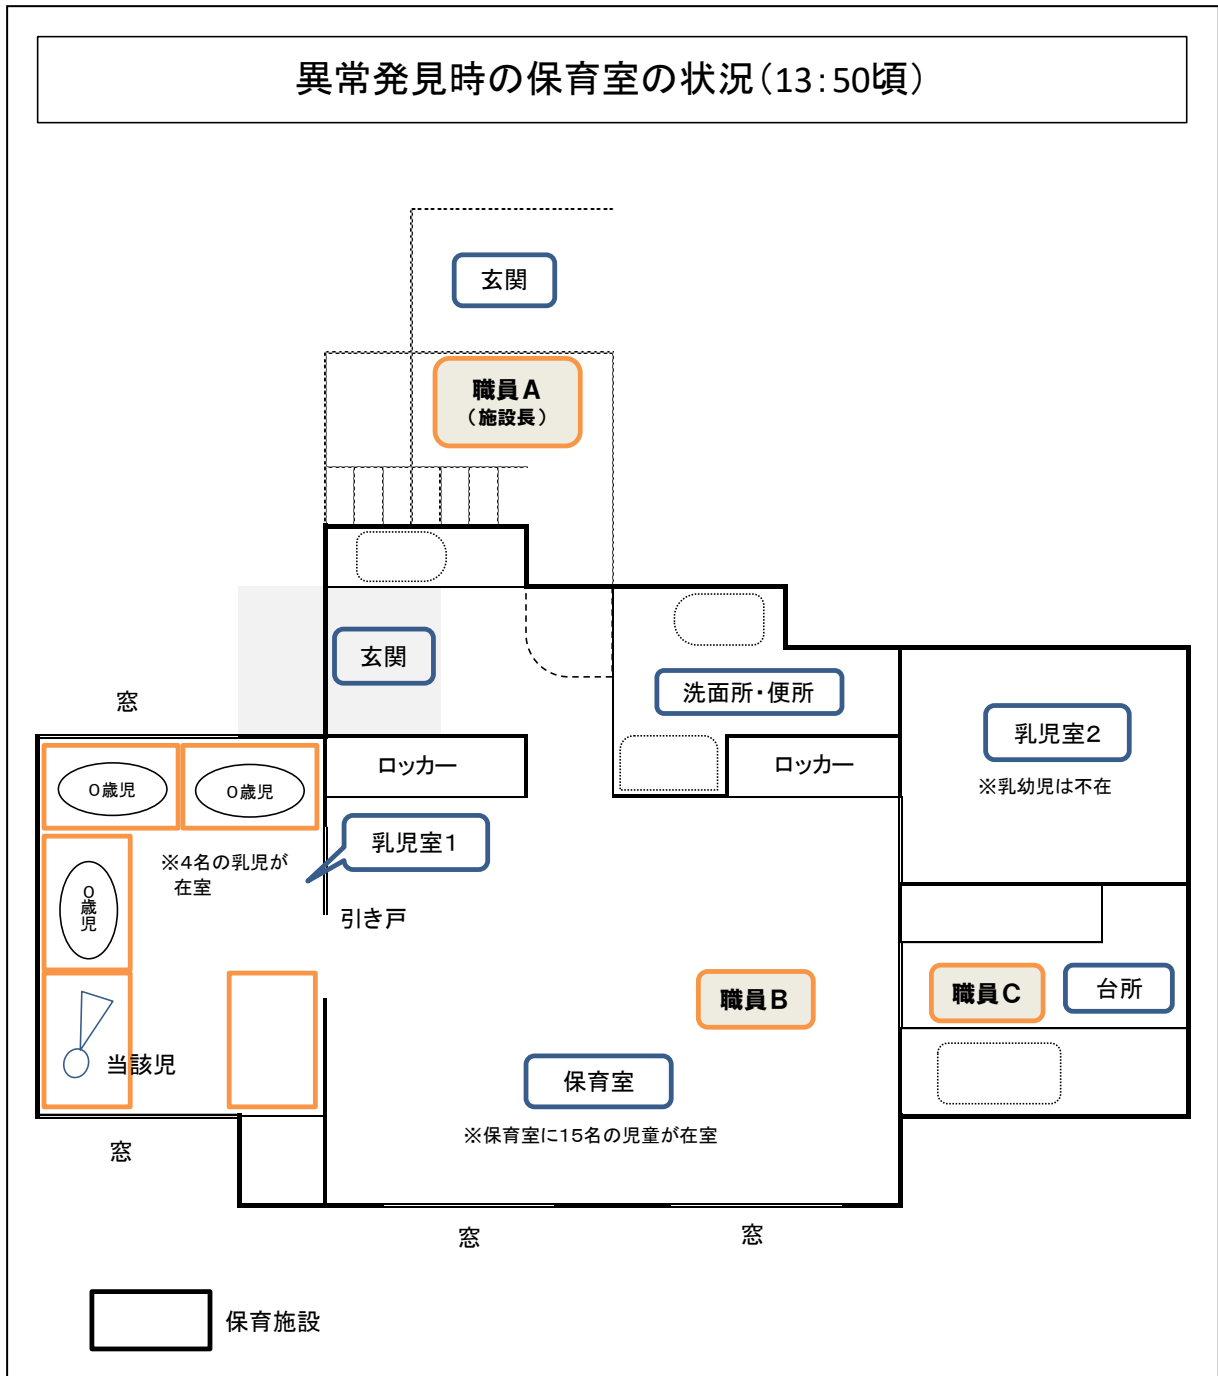 異常発見時の保育室の状況(13:50頃)
玄関
職員A
(施設長)
玄関
洗面所・便所
窓
乳児室2
※乳幼児は不在
ロッカー
ロッカー
0歳児
0歳児
乳児室1
※4名の乳児が
在室
0歳児
引き戸
職員B
職員C
台所
当該児
保育室
※保育室に15名の児童が在室
窓
窓
窓
保育施設